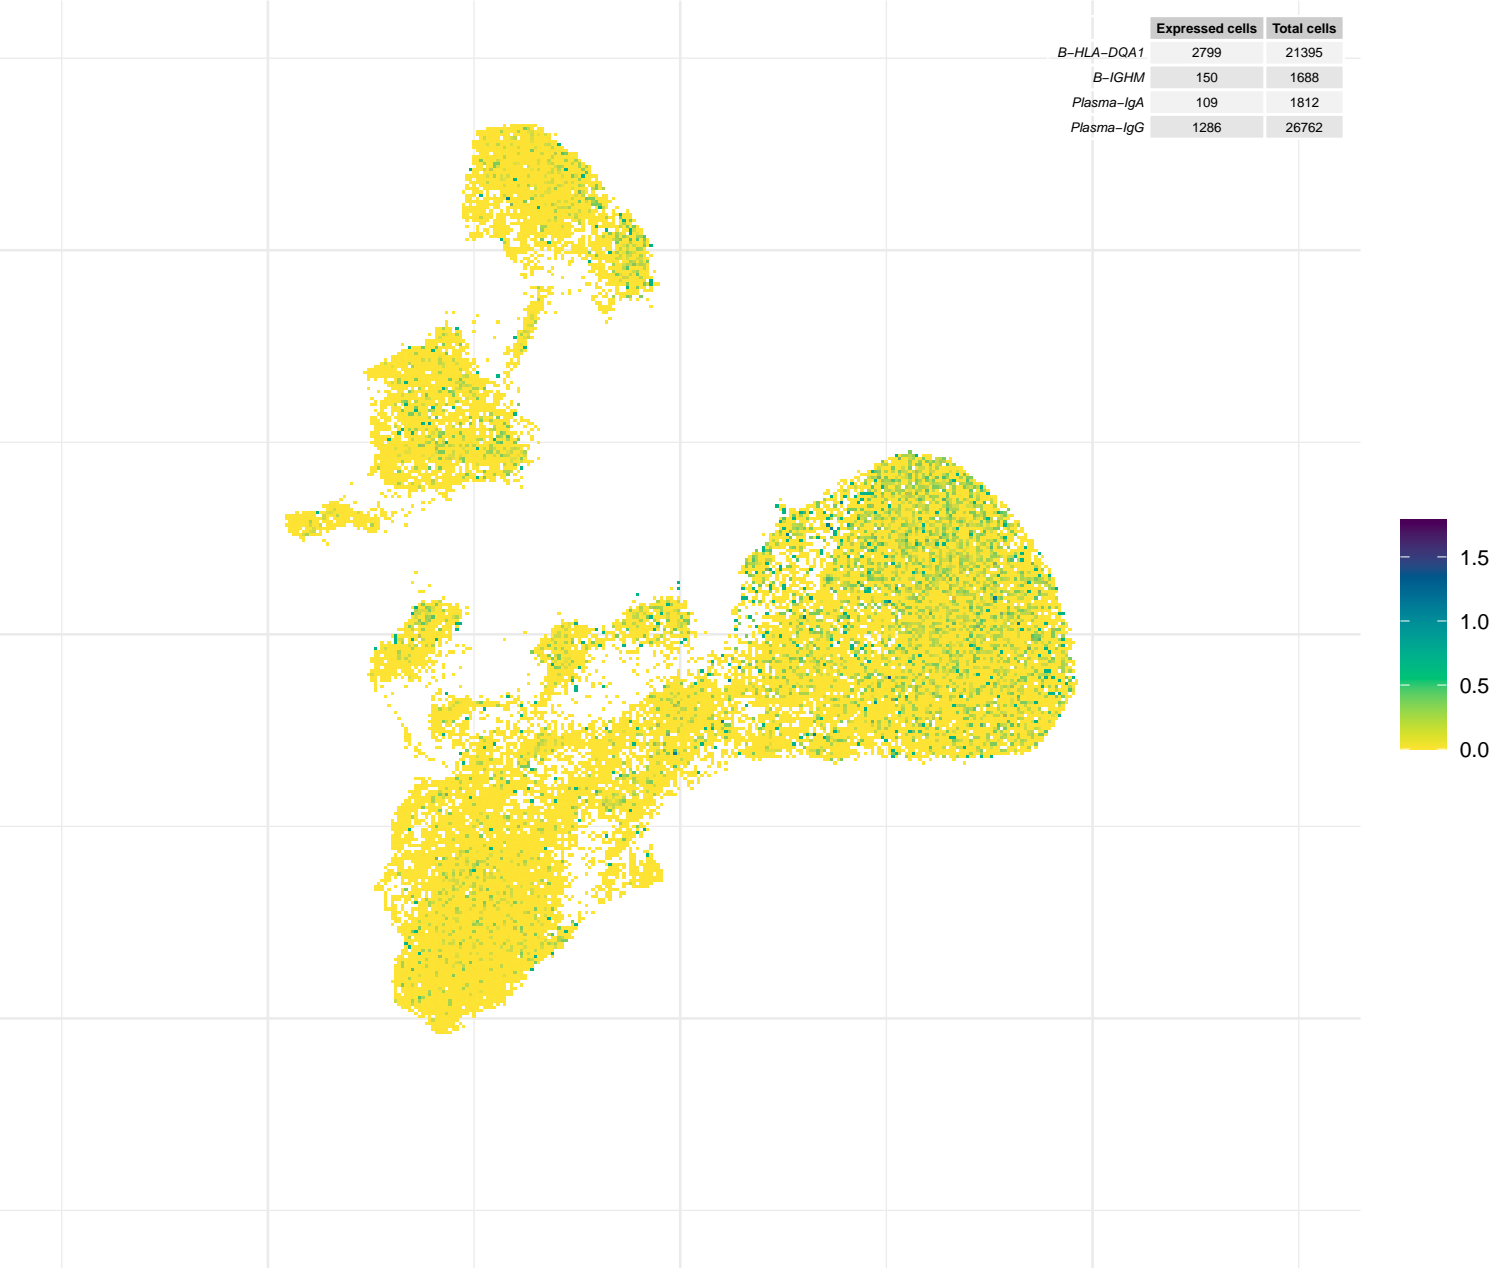 Expressed cells Total cells
B−HLA−DQA1 2799 21395
B−IGHM 150 1688
Plasma−IgA 109 1812
Plasma−IgG 1286 26762
1.5
1.0
0.5
0.0